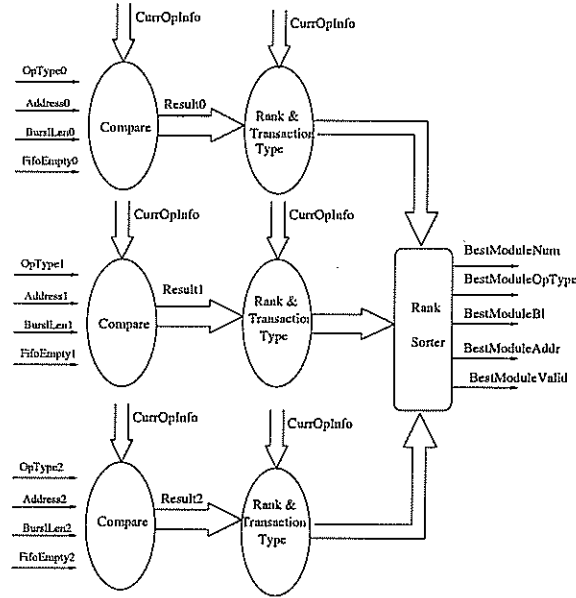 CurrOpInfo
CurrOpInfo
OpType0
Address0
BurstLen0
FifoEmpty0
Compare
Result0
Rank &
Transaction
Type
CurrOpInfo
CurrOpInfo
OpType1
Address1
BurstLen1
FifoEmpty1
Compare
Result1
Rank &
Transaction
Type
Rank
Sorter
BestModuleNum
BestModuleOpType
BestModuleBl
BestModuleAddr
BestModuleValid
CurrOpInfo
CurrOpInfo
OpType2
Address2
BurstLen2
FifoEmpty2
Compare
Result2
Rank &
Transaction
Type